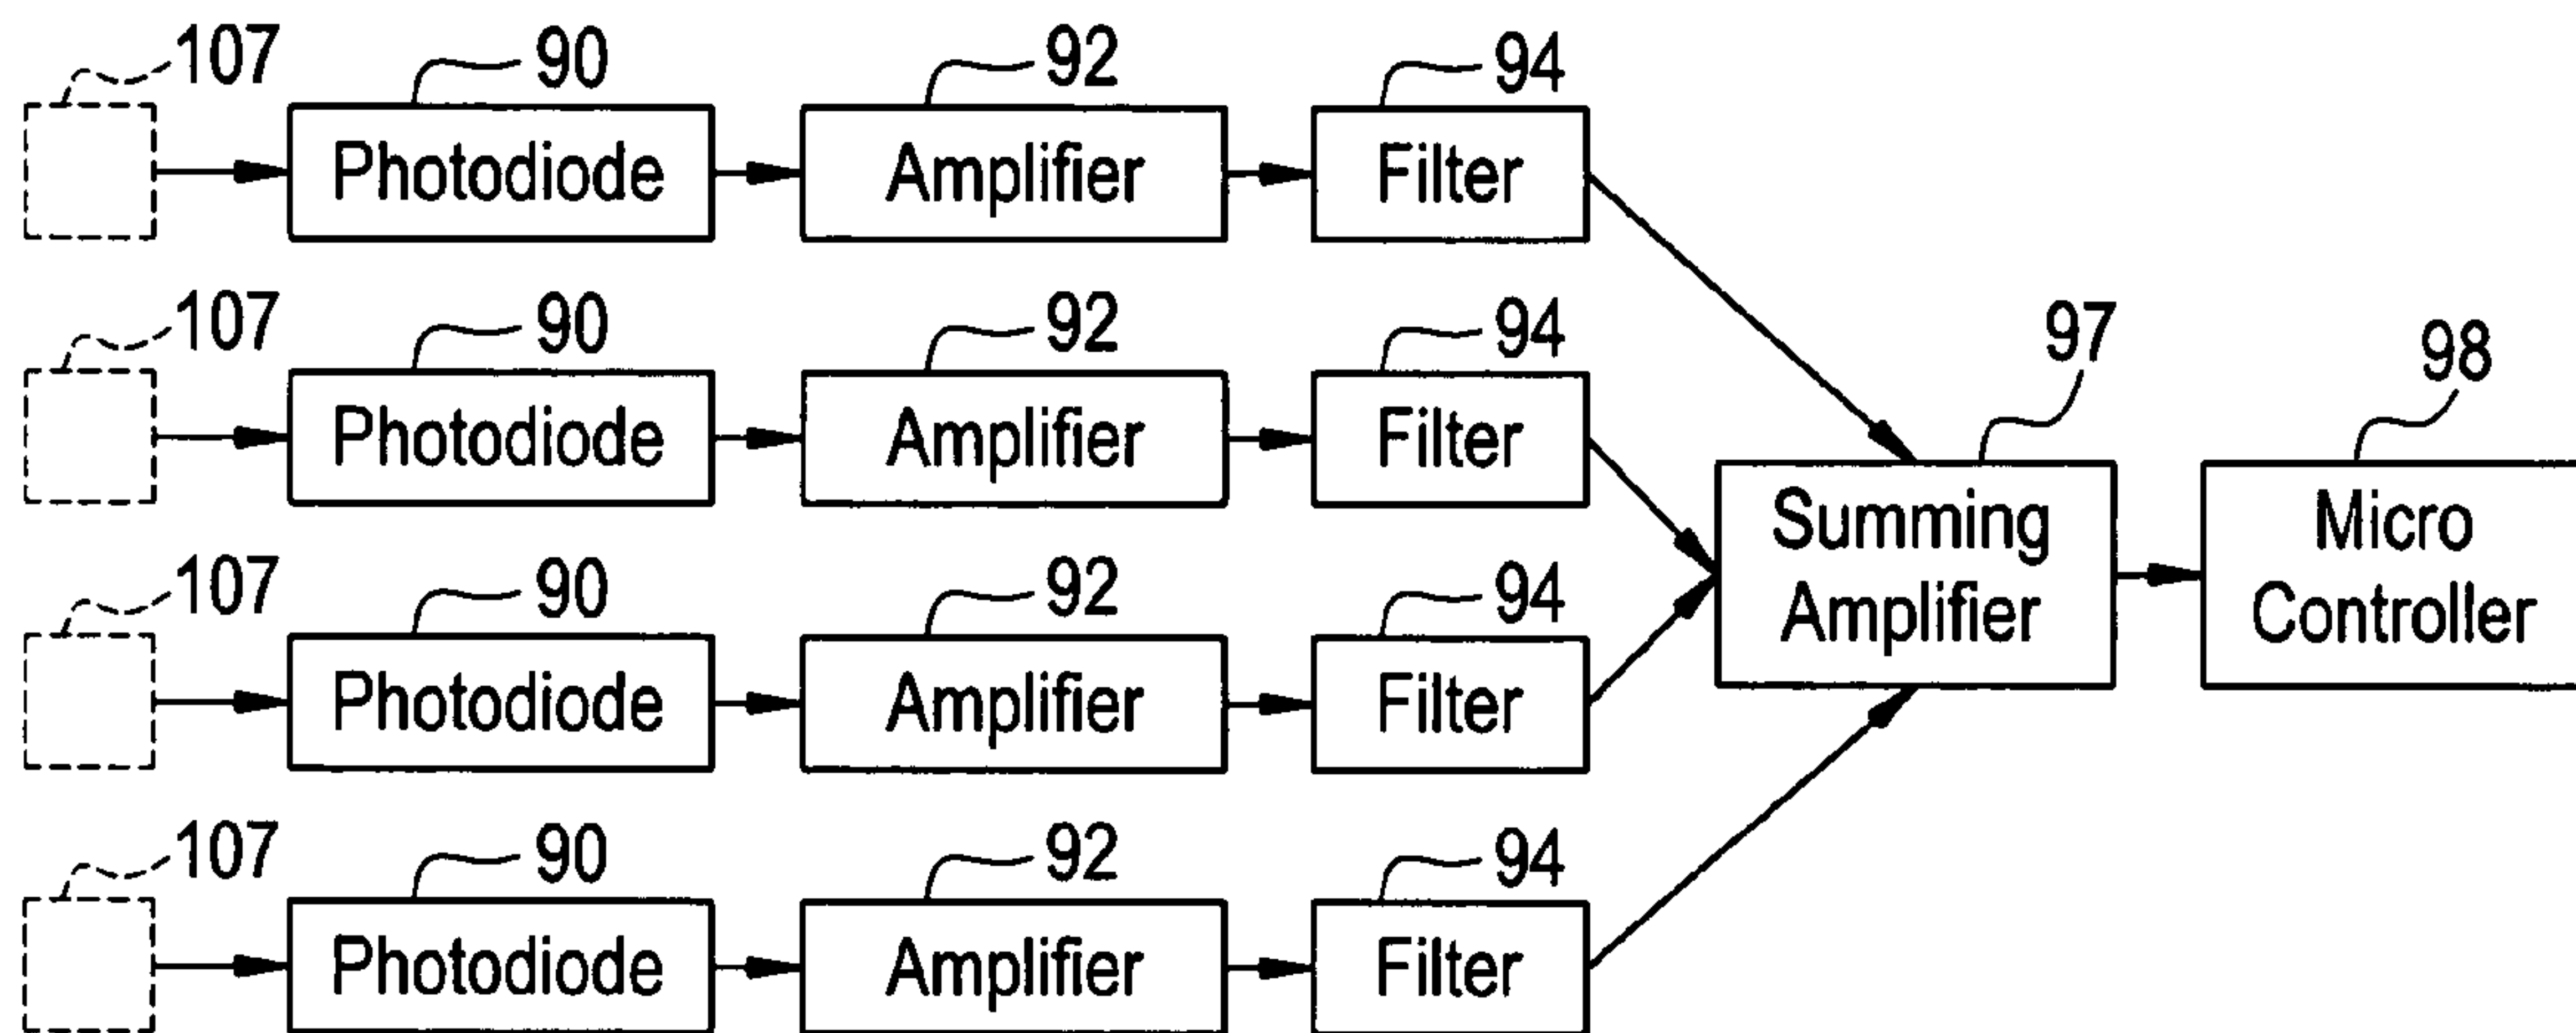 107 90 92 94
Photodiode Amplifier Filter
107 90 92 94
Photodiode Amplifier Filter
97
98
Summing Amplifier
Micro Controller
107 90 92 94
Photodiode Amplifier Filter
107 90 92 94
Photodiode Amplifier Filter